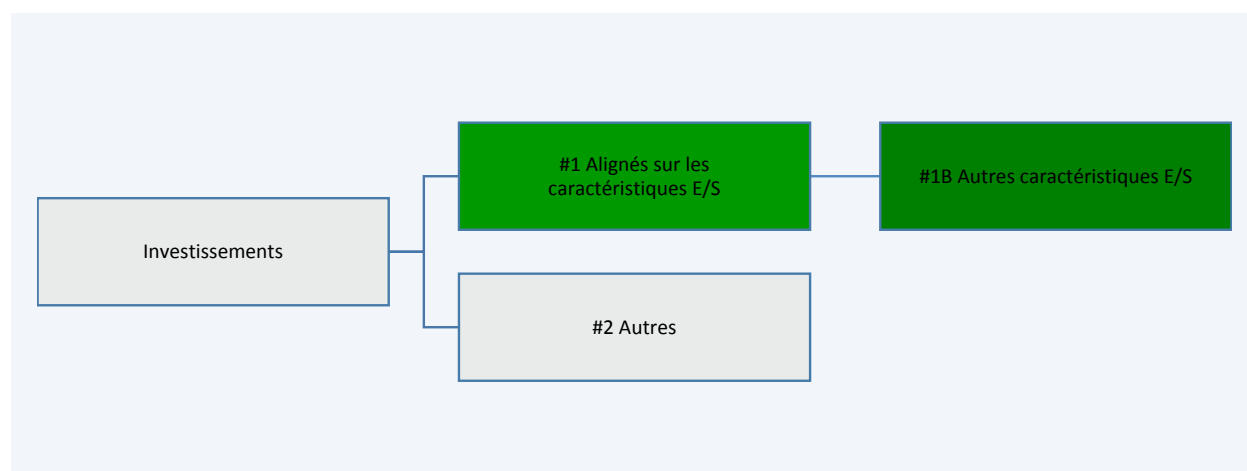 #1 Alignés sur les
caractéristiques E/S
#1B Autres caractéristiques E/S
Investissements
#2 Autres